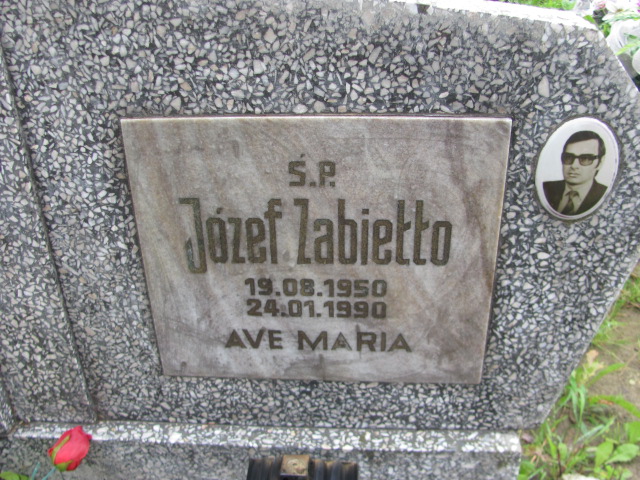 Ś.P.
Józef Zabiełło
19.08.1950
24.01.1990
AVE MARIA